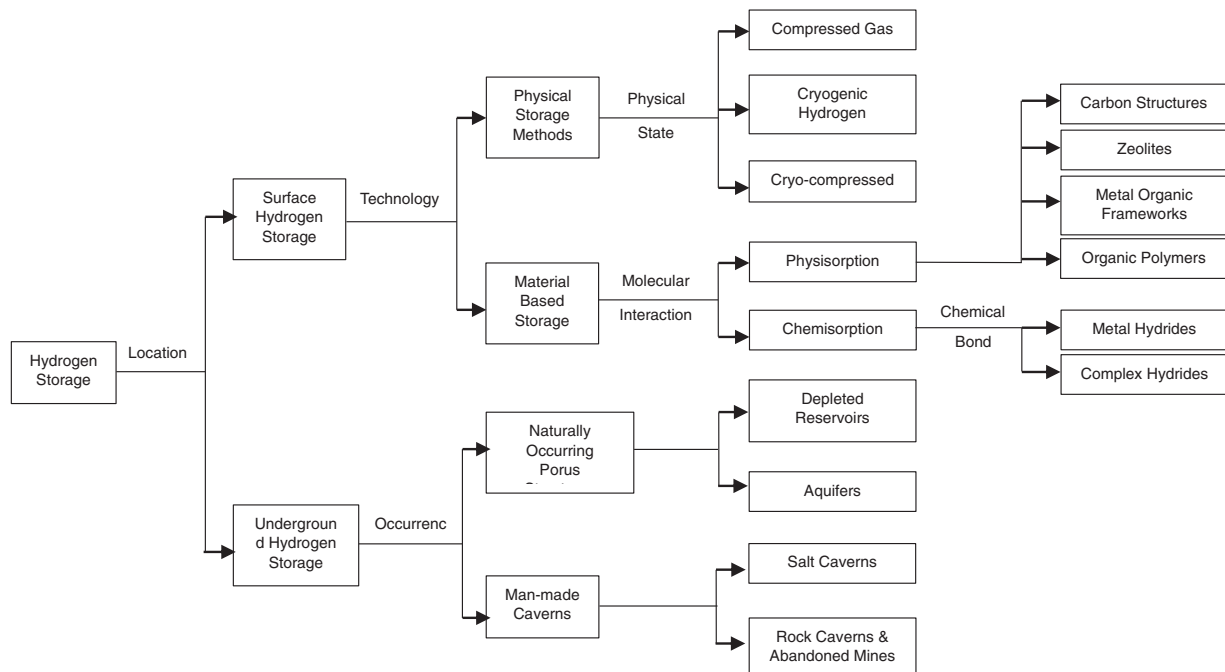 Hydrogen
Storage
Location
Surface
Hydrogen
Storage
Technology
Physical
Storage
Methods
Physical
State
Compressed Gas
Cryogenic
Hydrogen
Cryo-compressed
Material
Based
Storage
Molecular
Interaction
Physisorption
Carbon Structures
Zeolites
Metal Organic
Frameworks
Organic Polymers
Chemisorption
Chemical
Bond
Metal Hydrides
Complex Hydrides
Undergroun
d Hydrogen
Storage
Occurrenc
Naturally
Occurring
Porus
Depleted
Reservoirs
Aquifers
Man-made
Caverns
Salt Caverns
Rock Caverns &
Abandoned Mines